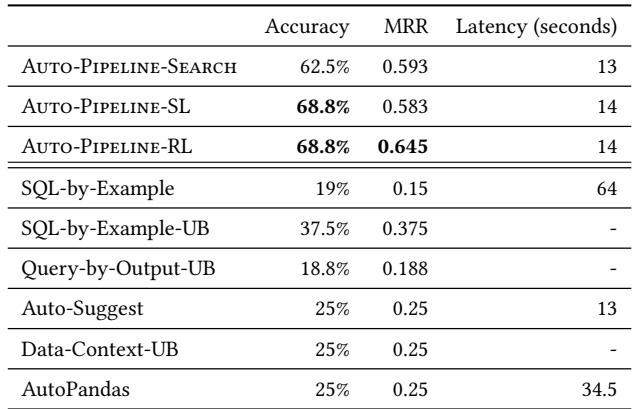 Accuracy MRR Latency (seconds)
AUTO-PIPELINE-SEARCH 62.5% 0.593 13
AUTO-PIPELINE-SL 68.8% 0.583 14
AUTO-PIPELINE-RL 68.8% 0.645 14
SQL-by-Example 19% 0.15 64
SQL-by-Example-UB 37.5% 0.375 -
Query-by-Output-UB 18.8% 0.188 -
Auto-Suggest 25% 0.25 13
Data-Context-UB 25% 0.25 -
AutoPandas 25% 0.25 34.5